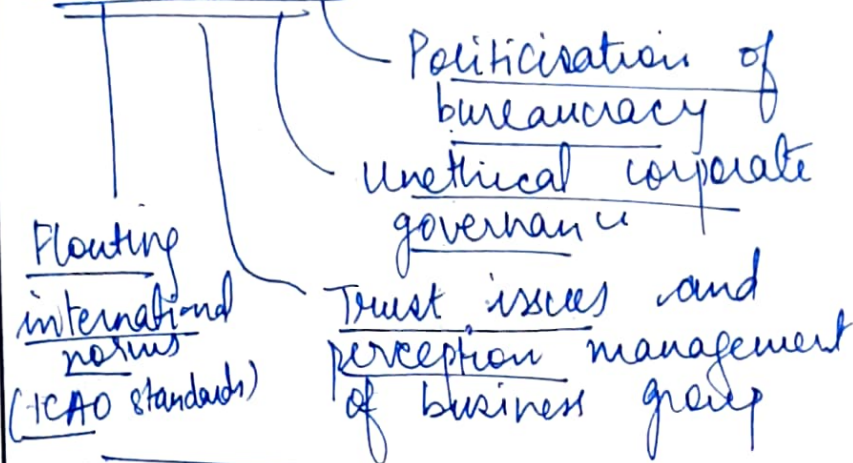 Politicisation of
bureaucracy
Unethical corporate
governance
Flouting
international
norms
(ICAO standards)
Trust issues and
perception management
of business group